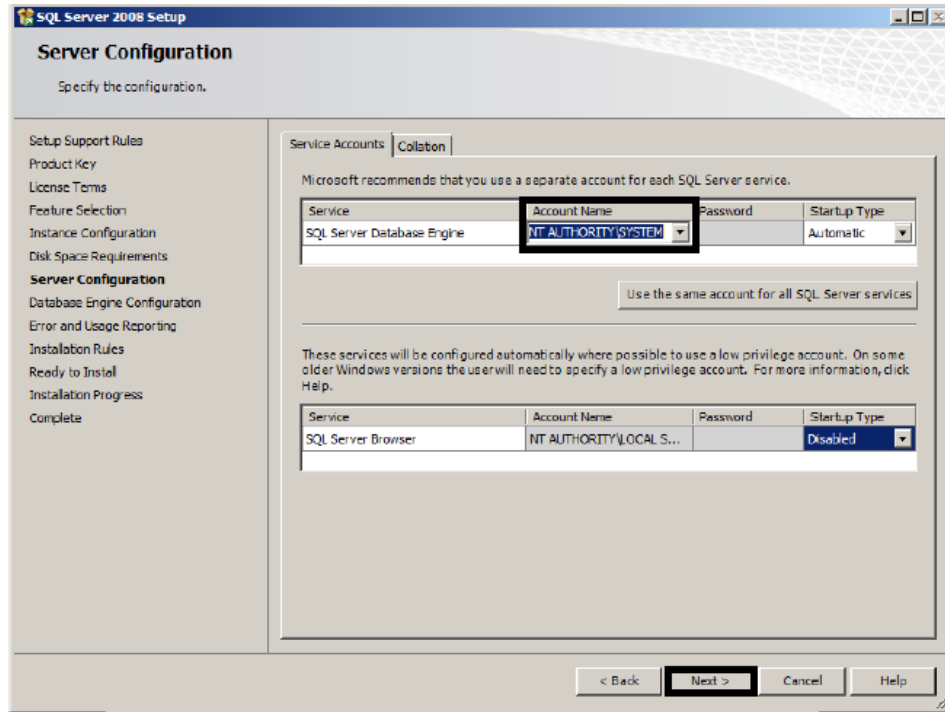 SQL Server 2008 Setup
Server Configuration
Specify the configuration.
Setup Support Rules
Product Key
License Terms
Feature Selection
Instance Configuration
Disk Space Requirements
Server Configuration
Database Engine Configuration
Error and Usage Reporting
Installation Rules
Ready to Install
Installation Progress
Complete
Service Accounts Collation
Microsoft recommends that you use a separate account for each SQL Server service.
Service Account Name Password Startup Type
SQL Server Database Engine NT AUTHORITY\SYSTEM Automatic
Use the same account for all SQL Server services
These services will be configured automatically where possible to use a low privilege account. On some
older Windows versions the user will need to specify a low privilege account. For more information, click
Help.
Service Account Name Password Startup Type
SQL Server Browser NT AUTHORITY\LOCAL S... Disabled
< Back Next > Cancel Help